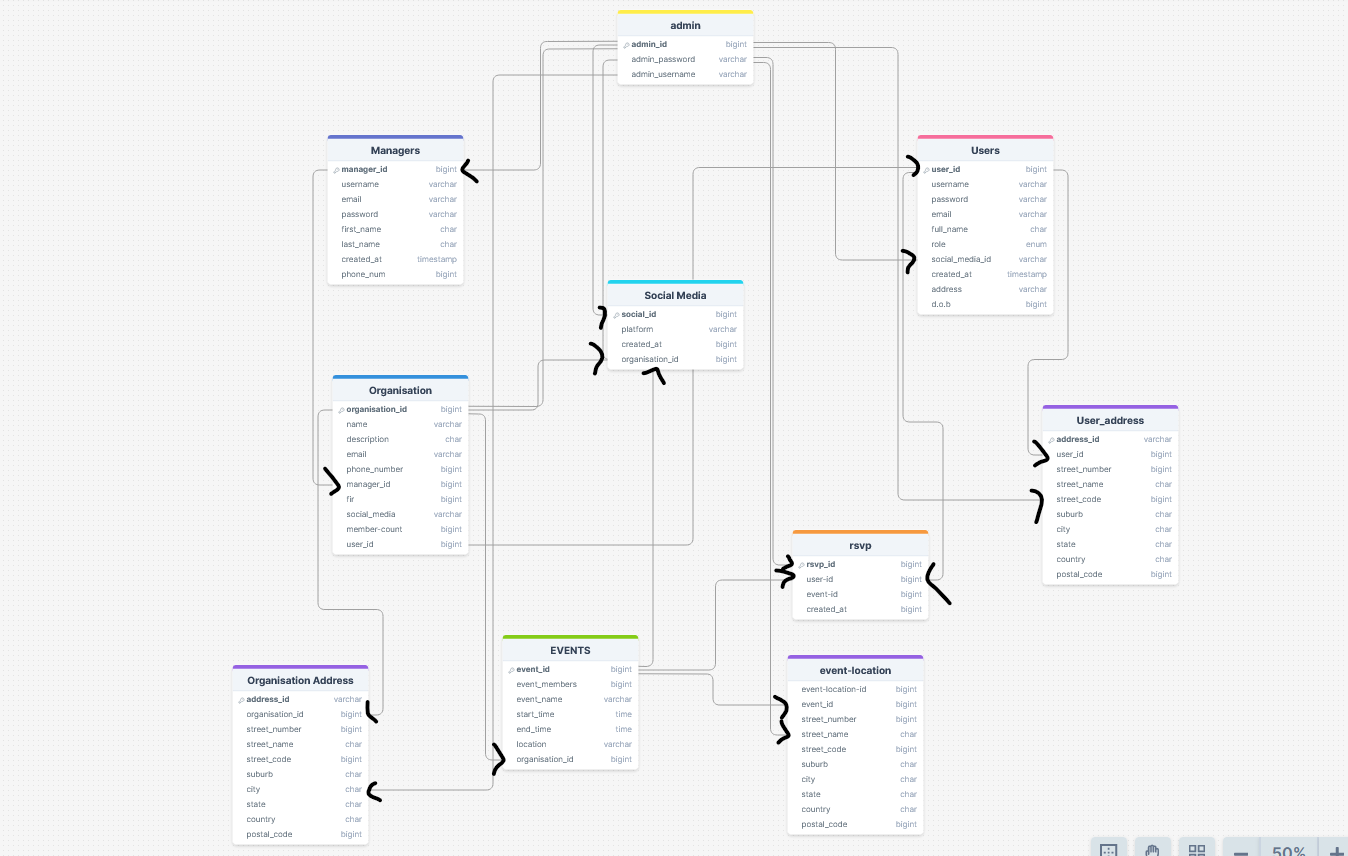 admin
admin_id bigint
admin_password varchar
admin_username varchar
Managers
manager_id bigint
username varchar
email varchar
password varchar
first_name char
last_name char
created_at timestamp
phone_num bigint
Users
user_id bigint
username varchar
password varchar
email varchar
full_name char
role enum
social_media_id varchar
created_at timestamp
address varchar
d.o.b bigint
Social Media
social_id bigint
platform varchar
created_at bigint
organisation_id bigint
Organisation
organisation_id bigint
name varchar
description char
email varchar
phone_number bigint
manager_id bigint
fir bigint
social_media varchar
member-count bigint
user_id bigint
User_address
address_id varchar
user_id bigint
street_number bigint
street_name char
street_code bigint
suburb char
city char
state char
country char
postal_code bigint
rsvp
rsvp_id bigint
user-id bigint
event-id bigint
created_at bigint
EVENTS
event_id bigint
event_members bigint
event_name varchar
start_time time
end_time time
location varchar
organisation_id bigint
event-location
event-location-id bigint
event_id bigint
street_number bigint
street_name char
street_code bigint
suburb char
city char
state char
country char
postal_code bigint
Organisation Address
address_id varchar
organisation_id bigint
street_number bigint
street_name char
street_code bigint
suburb char
city char
state char
country char
postal_code bigint
50%